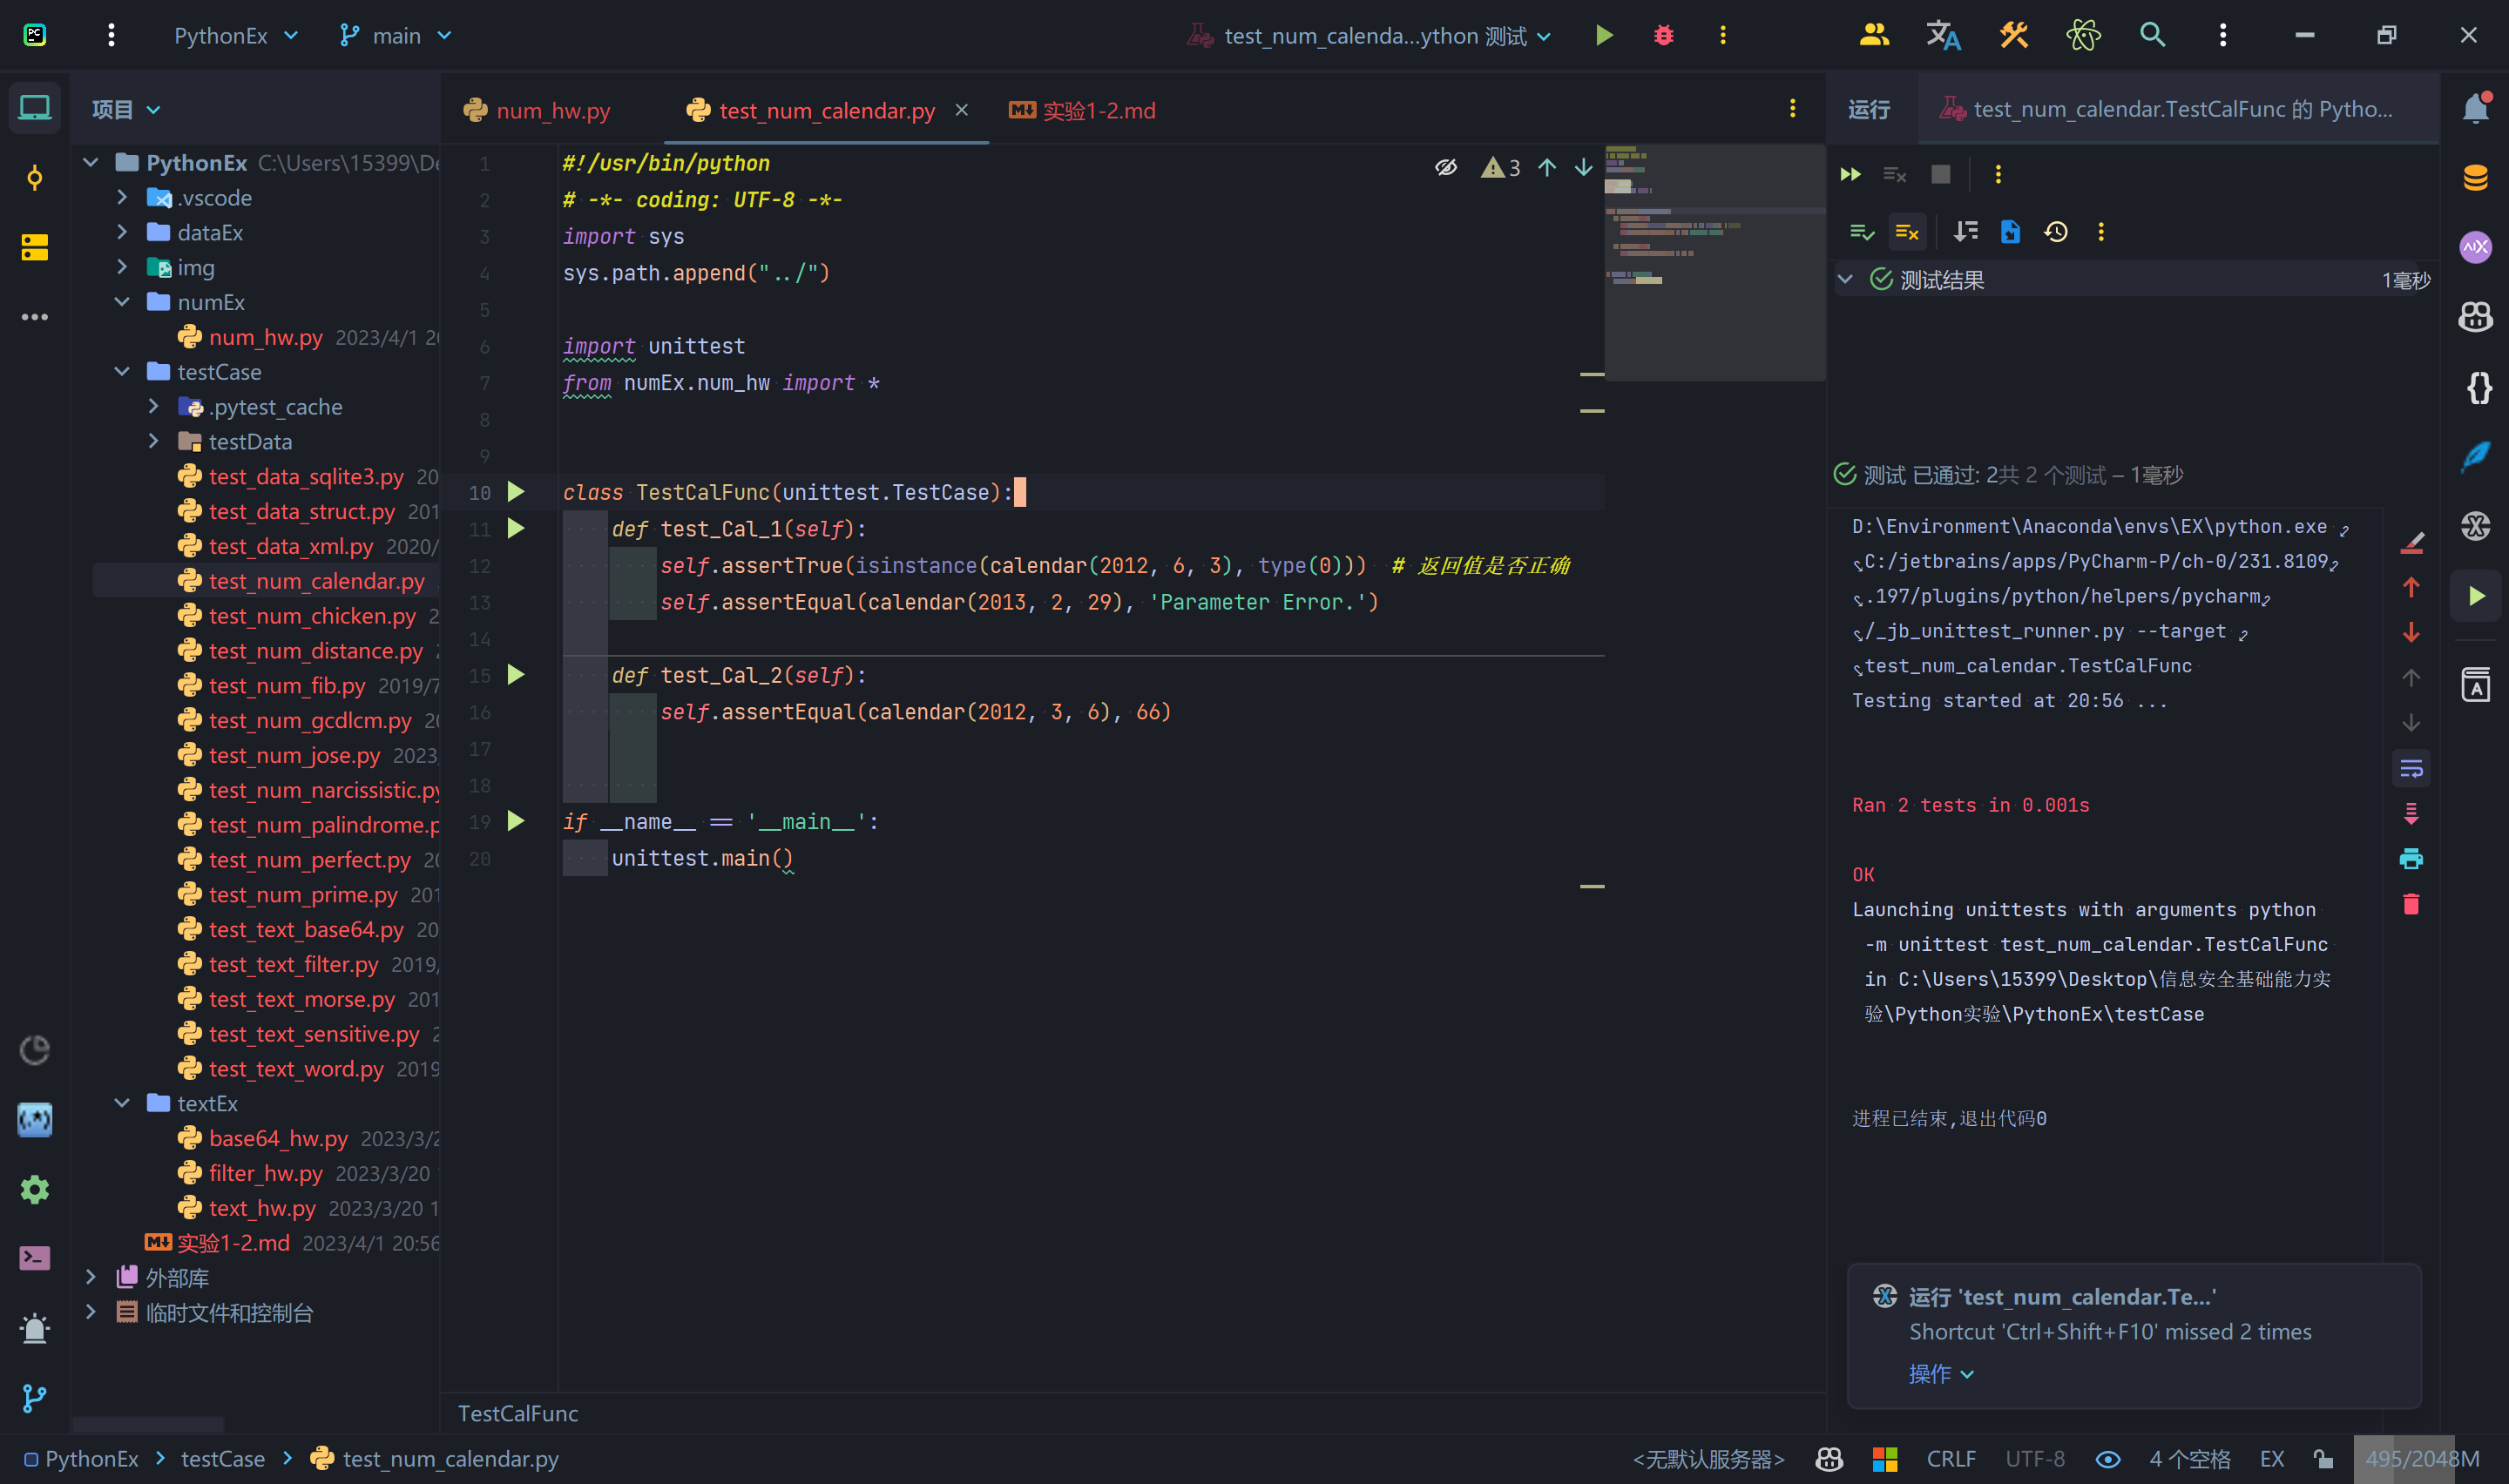 PC
PythonEx
main
test_num_calenda...ython 测试
项目
num_hw.py
test_num_calendar.py
实验1-2.md
运行
test_num_calendar.TestCalFunc 的 Pytho...
PythonEx C:\Users\15399\De
.vscode
dataEx
img
numEx
num_hw.py 2023/4/1 20
testCase
.pytest_cache
testData
test_data_sqlite3.py 20
test_data_struct.py 201
test_data_xml.py 2020/
test_num_calendar.py
test_num_chicken.py 2
test_num_distance.py
test_num_fib.py 2019/7
test_num_gcdlcm.py 20
test_num_jose.py 2023
test_num_narcissistic.py
test_num_palindrome.p
test_num_perfect.py 20
test_num_prime.py 201
test_text_base64.py 20
test_text_filter.py 2019/
test_text_morse.py 201
test_text_sensitive.py 2
test_text_word.py 2019
textEx
base64_hw.py 2023/3/2
filter_hw.py 2023/3/20
text_hw.py 2023/3/20 1
实验1-2.md 2023/4/1 20:56
外部库
临时文件和控制台
3
1 #!/usr/bin/python
2 # -*- coding: UTF-8 -*-
3 import sys
4 sys.path.append("../")
5
6 import unittest
7 from numEx.num_hw import *
8
9
10 class TestCalFunc(unittest.TestCase):
11 def test_Cal_1(self):
12 self.assertTrue(isinstance(calendar(2012, 6, 3), type(0))) # 返回值是否正确
13 self.assertEqual(calendar(2013, 2, 29), 'Parameter Error.')
14
15 def test_Cal_2(self):
16 self.assertEqual(calendar(2012, 3, 6), 66)
17
18
19 if __name__ == '__main__':
20 unittest.main()
TestCalFunc
测试结果 1毫秒
测试 已通过: 2共 2 个测试 – 1毫秒
D:\Environment\Anaconda\envs\EX\python.exe
C:/jetbrains/apps/PyCharm-P/ch-0/231.8109
.197/plugins/python/helpers/pycharm
/_jb_unittest_runner.py --target
test_num_calendar.TestCalFunc
Testing started at 20:56 ...
Ran 2 tests in 0.001s
OK
Launching unittests with arguments python
-m unittest test_num_calendar.TestCalFunc
in C:\Users\15399\Desktop\信息安全基础能力实
验\Python实验\PythonEx\testCase
进程已结束,退出代码0
运行 'test_num_calendar.Te...'
Shortcut 'Ctrl+Shift+F10' missed 2 times
操作
PythonEx
testCase
test_num_calendar.py
<无默认服务器>
CRLF
UTF-8
4 个空格
EX
495/2048M